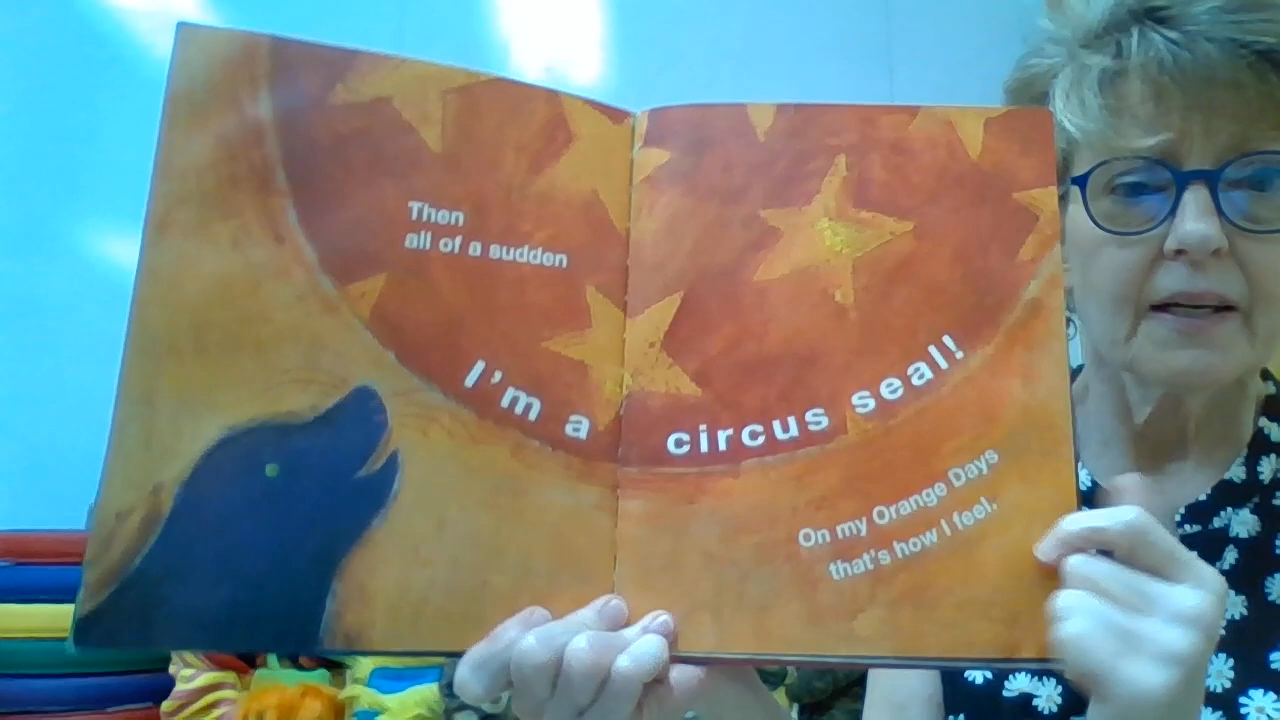 Then
all of a sudden
I'm a circus seal!
On my Orange Days
that's how I feel.